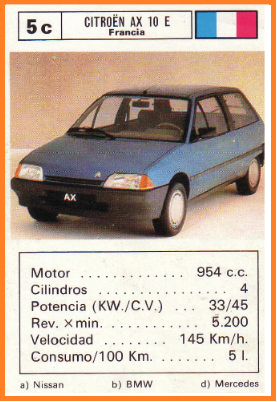 5c
CITROËN AX 10 E
Francia
AX
Motor ........... 954 c.c.
Cilindros ............. 4
Potencia (KW./C.V.) ... 33/45
Rev. × min. ........ 5.200
Velocidad ....... 145 Km/h.
Consumo/100 Km. ...... 5 l.
a) Nissan b) BMW d) Mercedes